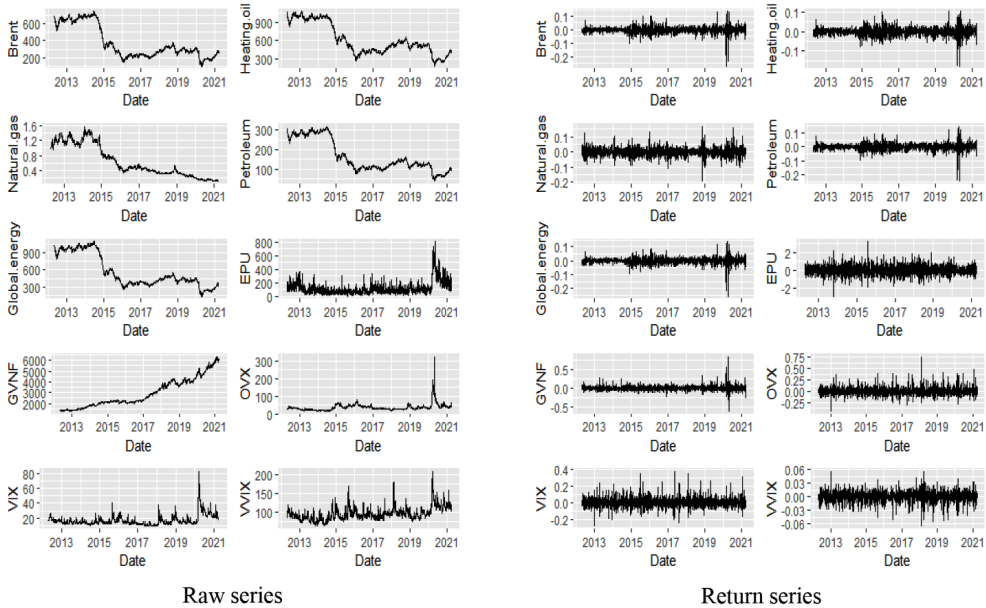 Brent
600
400
200
2013 2015 2017 2019 2021
Date
Heating.oil
900
700
500
300
2013 2015 2017 2019 2021
Date
Brent
0.1
0.0
-0.1
-0.2
2013 2015 2017 2019 2021
Date
Heating.oil
0.1
0.0
-0.1
2013 2015 2017 2019 2021
Date
Natural.gas
1.6
1.2
0.8
0.4
2013 2015 2017 2019 2021
Date
Petroleum
300
200
100
2013 2015 2017 2019 2021
Date
Natural.gas
0.1
0.0
-0.1
-0.2
2013 2015 2017 2019 2021
Date
Petroleum
0.1
0.0
-0.1
-0.2
2013 2015 2017 2019 2021
Date
Global.energy
900
600
300
2013 2015 2017 2019 2021
Date
EPU
800
600
400
200
0
2013 2015 2017 2019 2021
Date
Global.energy
0.1
0.0
-0.1
-0.2
2013 2015 2017 2019 2021
Date
EPU
2
0
-2
2013 2015 2017 2019 2021
Date
GVNF
6000
5000
4000
3000
2000
2013 2015 2017 2019 2021
Date
OVX
300
200
100
0
2013 2015 2017 2019 2021
Date
GVNF
0.5
0.0
-0.5
2013 2015 2017 2019 2021
Date
OVX
0.75
0.50
0.25
0.00
-0.25
2013 2015 2017 2019 2021
Date
VIX
80
60
40
20
2013 2015 2017 2019 2021
Date
VVIX
200
150
100
2013 2015 2017 2019 2021
Date
VIX
0.4
0.2
0.0
-0.2
2013 2015 2017 2019 2021
Date
VVIX
0.06
0.03
0.00
-0.03
-0.06
2013 2015 2017 2019 2021
Date
Raw series
Return series